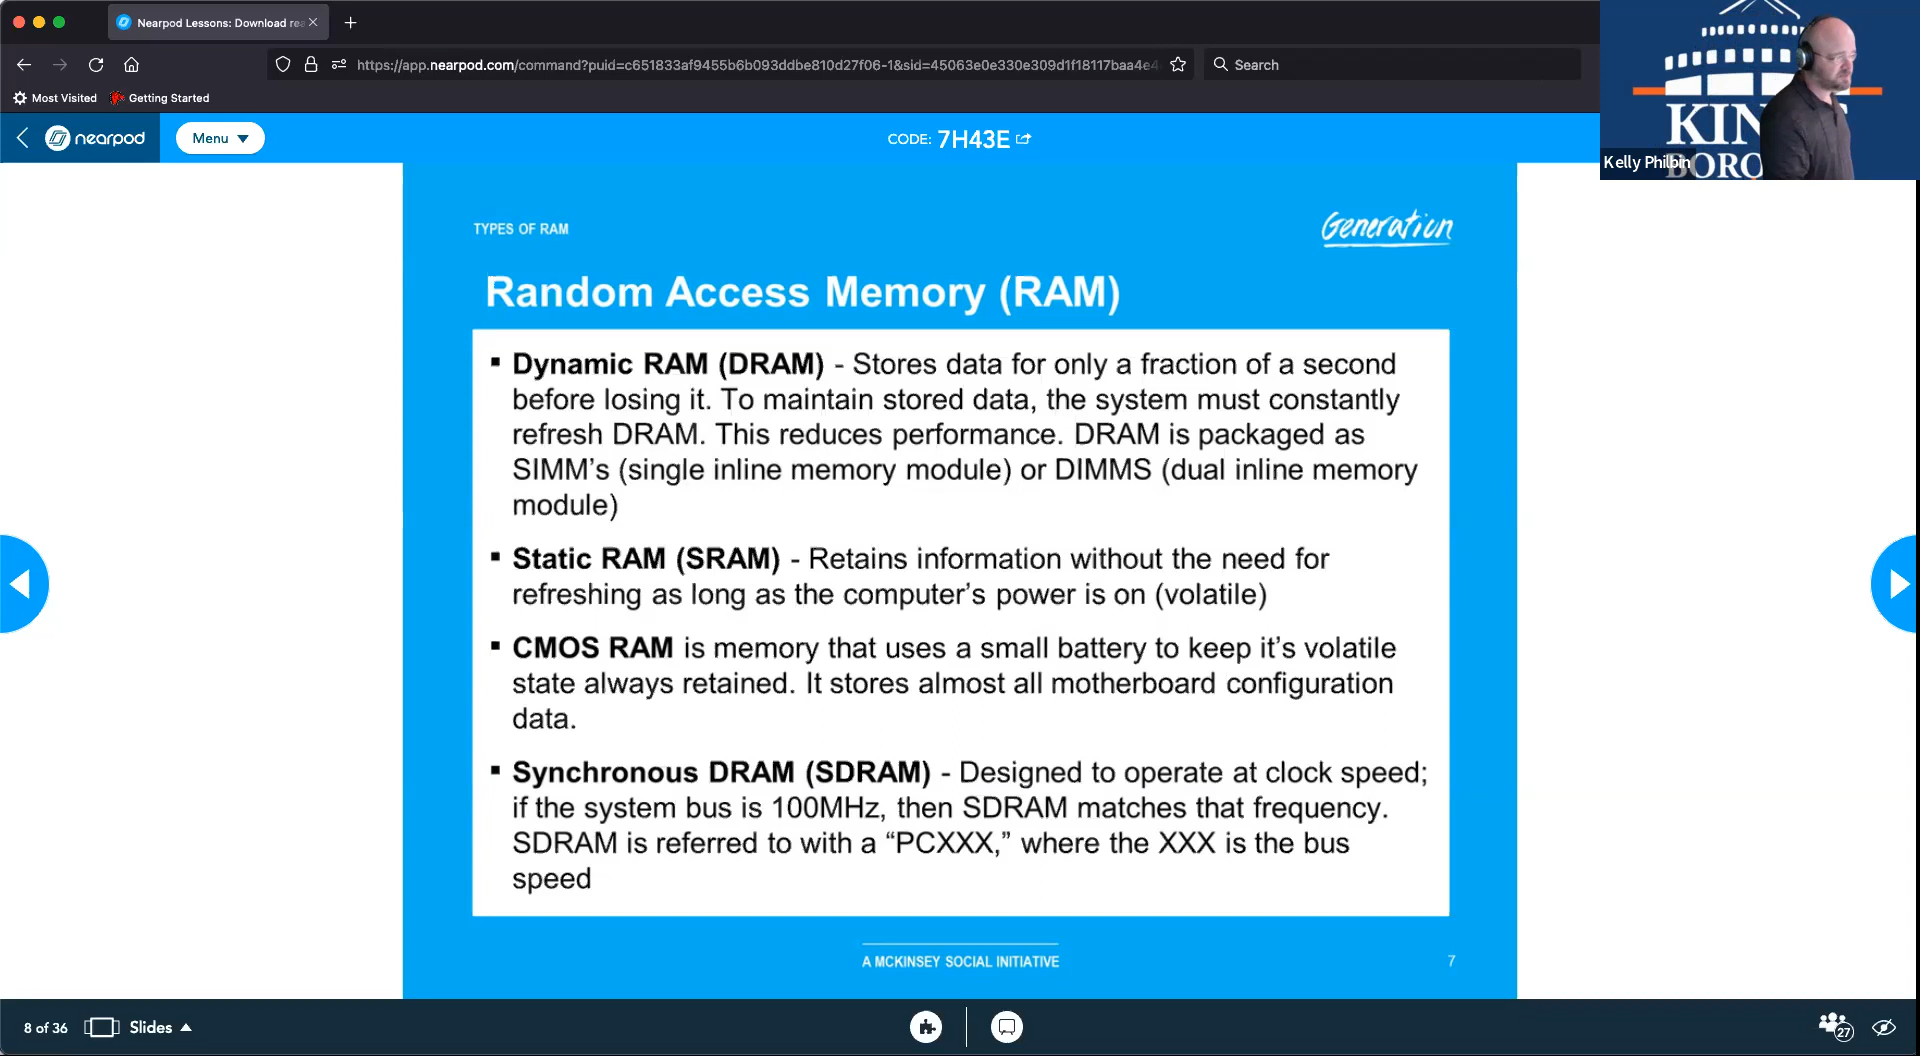 Nearpod Lessons: Download rea
https://app.nearpod.com/command?puid=c651833af9455b6b093ddbe810d27f06-1&sid=45063e0e330e309d1f18117baa4e4
Search
Most Visited
Getting Started
nearpod
Menu
CODE: 7H43E
KIN
BORO
Kelly Philbin
TYPES OF RAM
Generation
Random Access Memory (RAM)
▪ Dynamic RAM (DRAM) - Stores data for only a fraction of a second
before losing it. To maintain stored data, the system must constantly
refresh DRAM. This reduces performance. DRAM is packaged as
SIMM’s (single inline memory module) or DIMMS (dual inline memory
module)
▪ Static RAM (SRAM) - Retains information without the need for
refreshing as long as the computer’s power is on (volatile)
▪ CMOS RAM is memory that uses a small battery to keep it’s volatile
state always retained. It stores almost all motherboard configuration
data.
▪ Synchronous DRAM (SDRAM) - Designed to operate at clock speed;
if the system bus is 100MHz, then SDRAM matches that frequency.
SDRAM is referred to with a “PCXXX,” where the XXX is the bus
speed
A MCKINSEY SOCIAL INITIATIVE
7
8 of 36
Slides
27